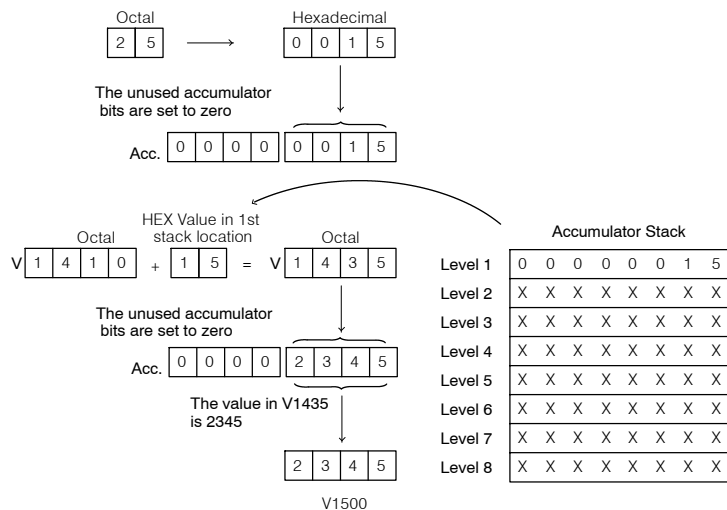 Octal Hexadecimal
2 5 0 0 1 5
The unused accumulator
bits are set to zero
Acc. 0 0 0 0 0 0 1 5
HEX Value in 1st
stack location
Octal Octal
V 1 4 1 0 + 1 5 = V 1 4 3 5
The unused accumulator
bits are set to zero
Acc. 0 0 0 0 2 3 4 5
The value in V1435
is 2345
2 3 4 5
V1500
Accumulator Stack
Level 1 0 0 0 0 0 0 1 5
Level 2 X X X X X X X X
Level 3 X X X X X X X X
Level 4 X X X X X X X X
Level 5 X X X X X X X X
Level 6 X X X X X X X X
Level 7 X X X X X X X X
Level 8 X X X X X X X X